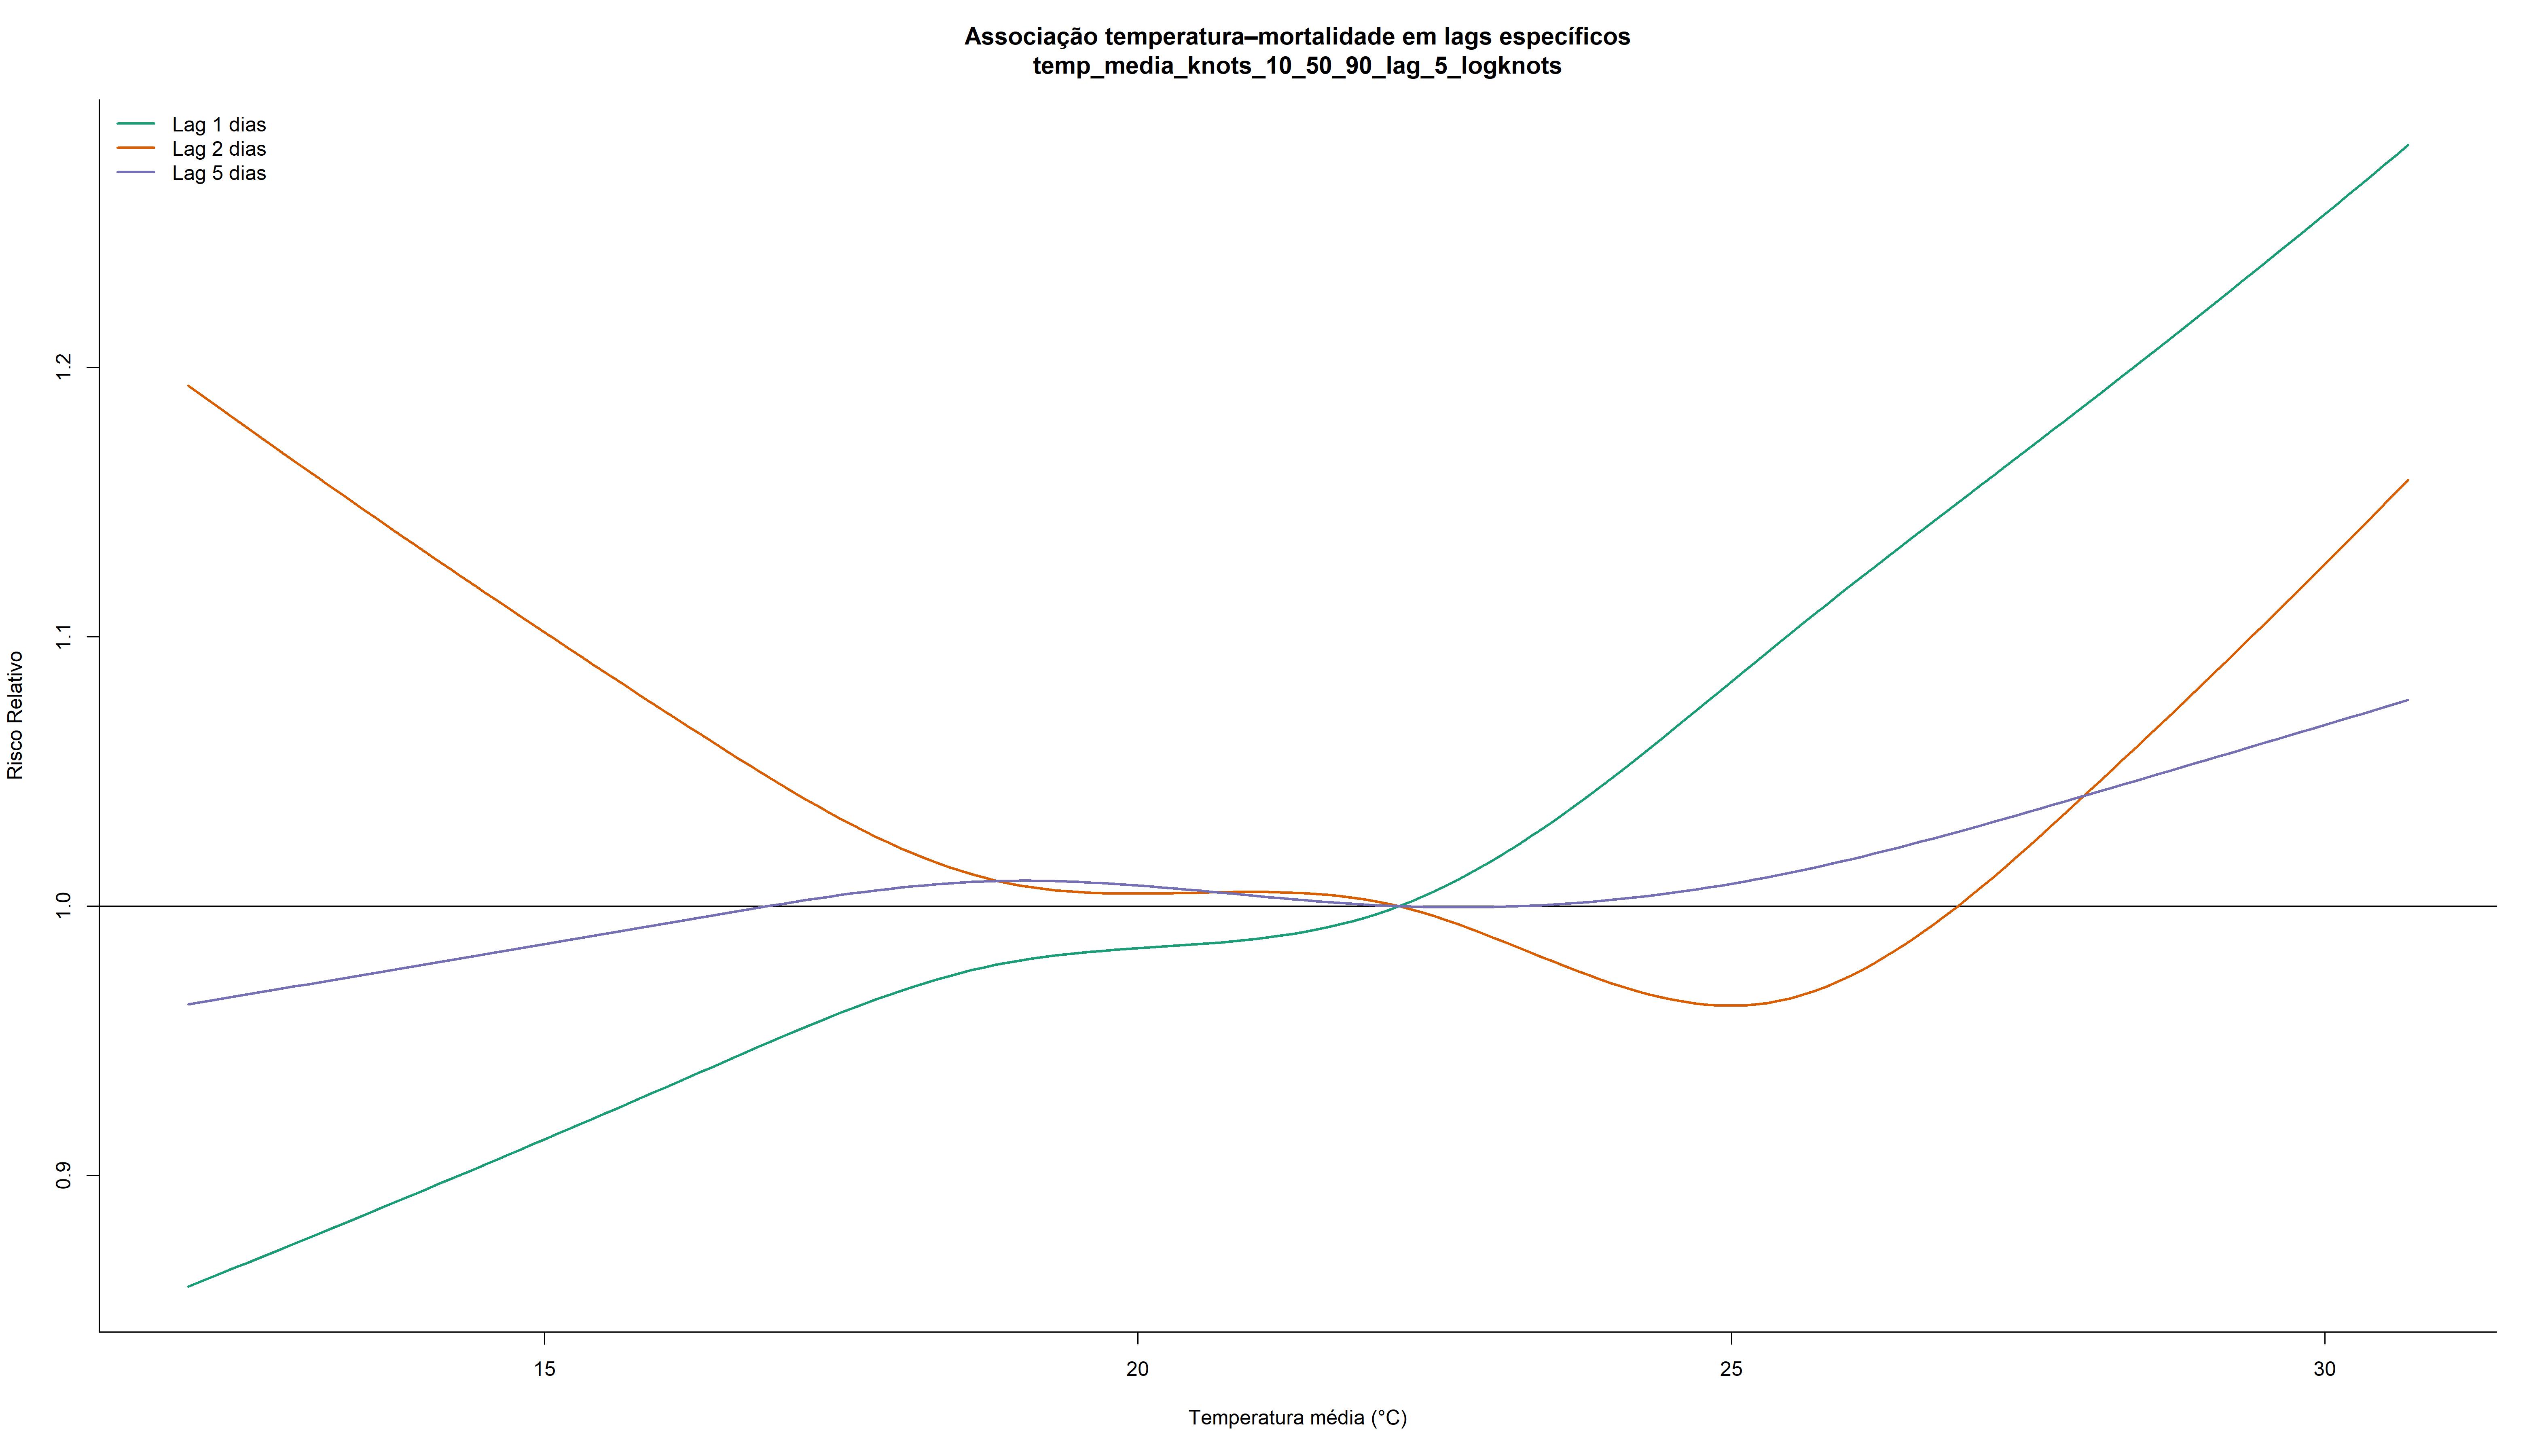 Associação temperatura–mortalidade em lags específicos
temp_media_knots_10_50_90_lag_5_logknots
Lag 1 dias
Lag 2 dias
Lag 5 dias
Risco Relativo
1.2
1.1
1.0
0.9
15 20 25 30
Temperatura média (°C)